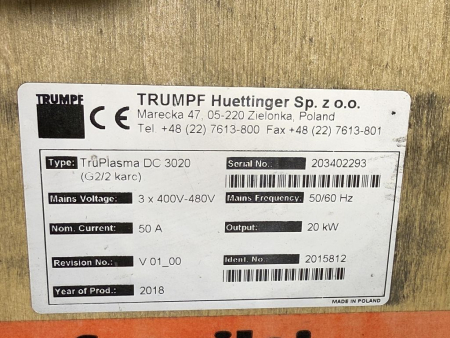 TRUMPF
CE
TRUMPF Huettinger Sp. z o.o.
Marecka 47, 05-220 Zielonka, Poland
Tel +48 (22) 7613-800 Fax +48 (22) 7613-801
Type: TruPlasma DC 3020 Serial No.: 203402293
(G2/2 karc)
Mains Voltage: 3 x 400V-480V Mains Frequency: 50/60 Hz
Nom. Current: 50 A Output: 20 kW
Revision No.: V 01_00 Ident. No. 2015812
Year of Prod.: 2018
MADE IN POLAND